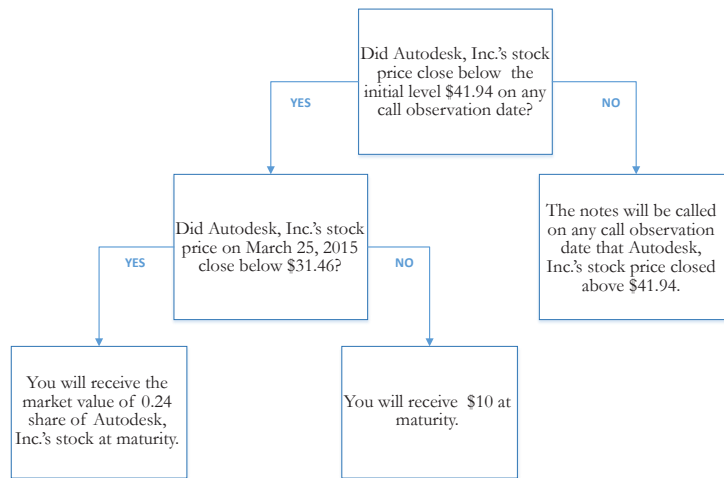 Did Autodesk, Inc.'s stock
price close below the
initial level $41.94 on any
call observation date?
YES
NO
Did Autodesk, Inc.'s stock
price on March 25, 2015
close below $31.46?
The notes will be called
on any call observation
date that Autodesk,
Inc.'s stock price closed
above $41.94.
YES
NO
You will receive the
market value of 0.24
share of Autodesk,
Inc.'s stock at maturity.
You will receive $10 at
maturity.